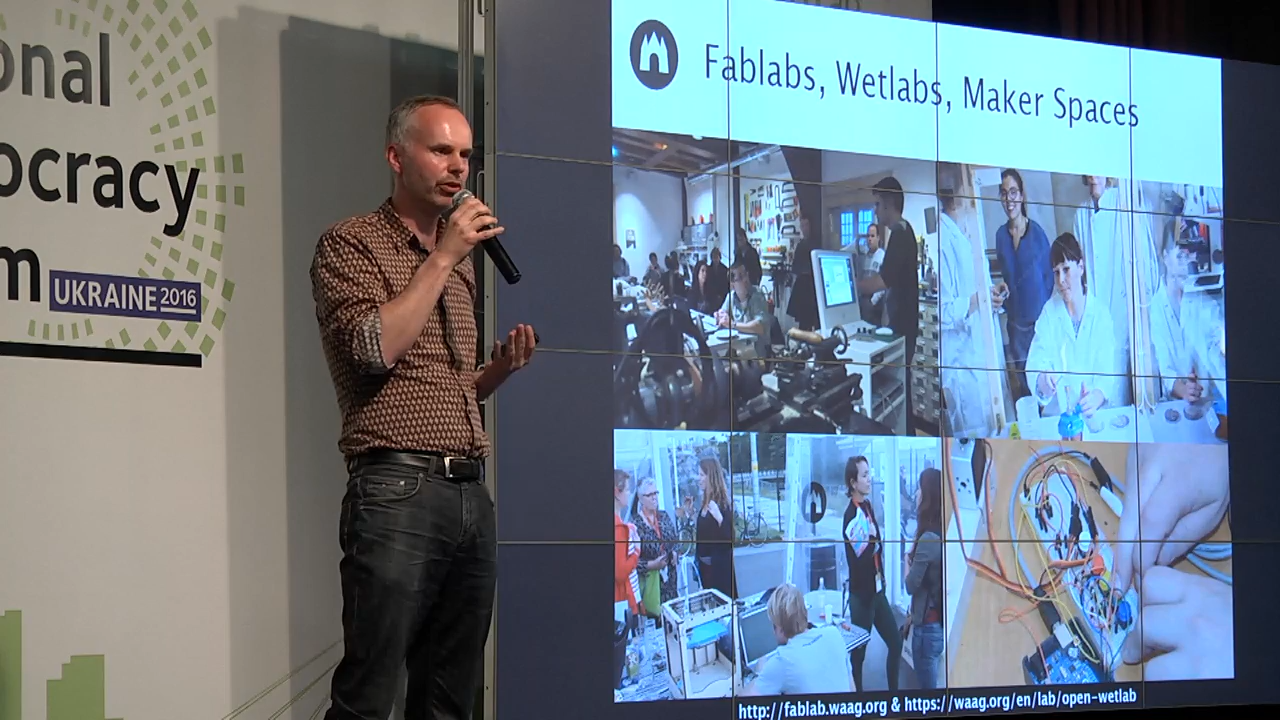 onal
ocracy
m UKRAINE 2016
Fablabs, Wetlabs, Maker Spaces
http://fablab.waag.org & https://waag.org/en/lab/open-wetlab